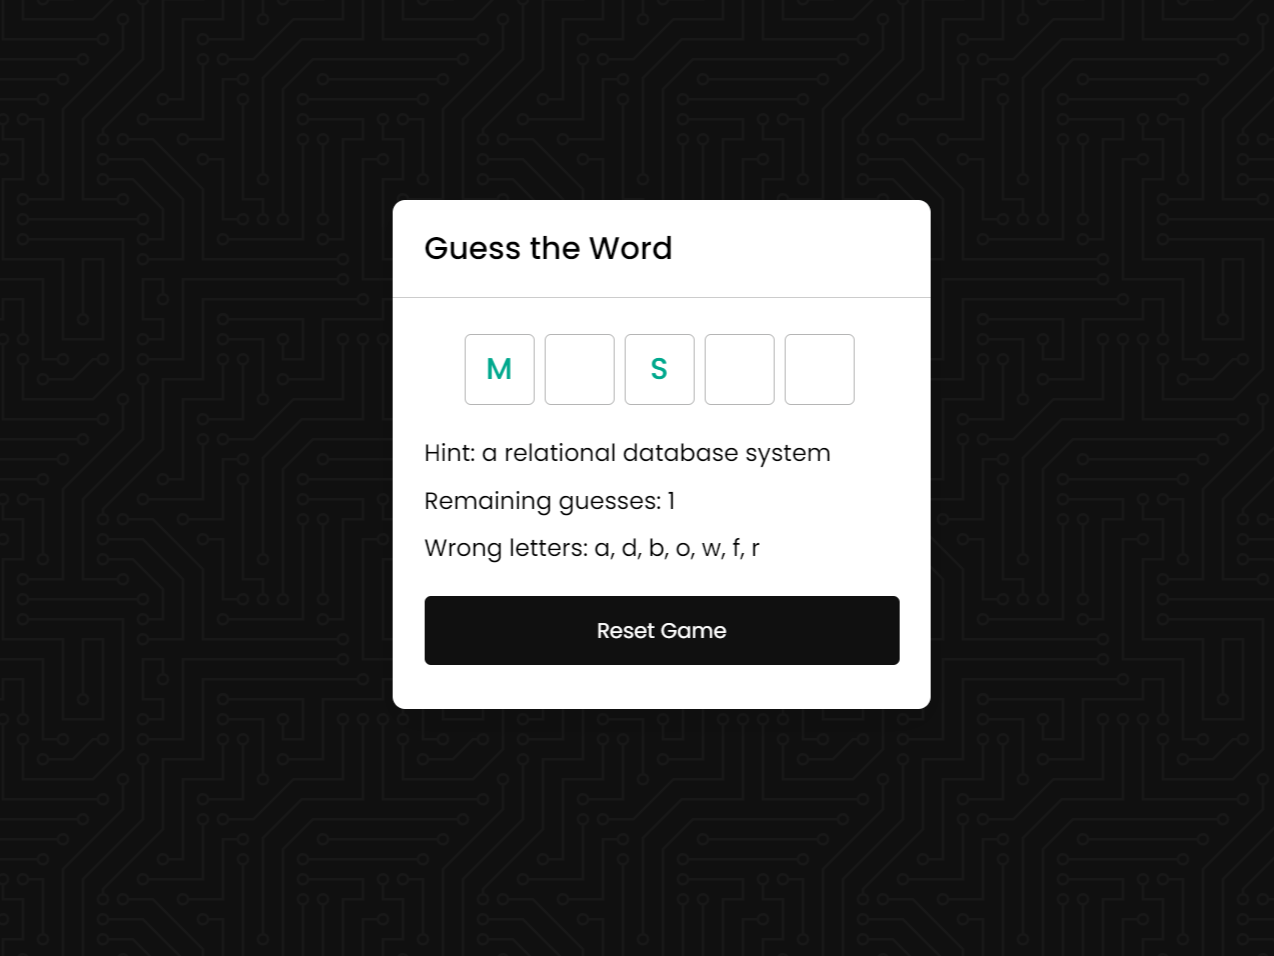 Guess the Word
M S
Hint: a relational database system
Remaining guesses: 1
Wrong letters: a, d, b, o, w, f, r
Reset Game